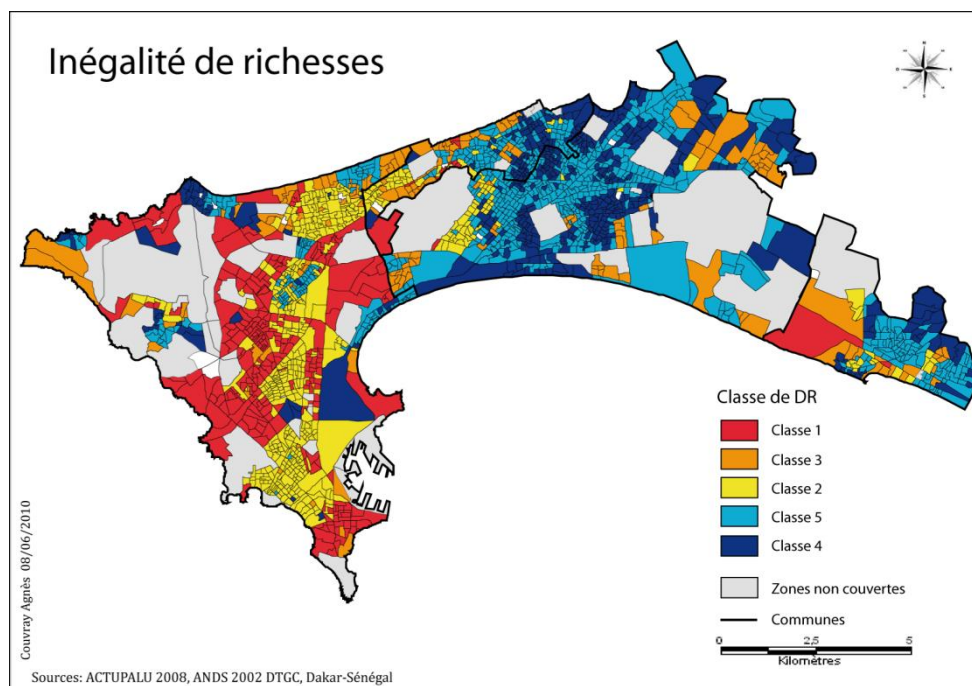 Inégalité de richesses
Classe de DR
Classe 1
Classe 3
Classe 2
Classe 5
Classe 4
Zones non couvertes
Communes
0 2,5 5
Kilomètres
Couvray Agnès 08/06/2010
Sources: ACTUPALU 2008, ANDS 2002 DTGC, Dakar-Sénégal